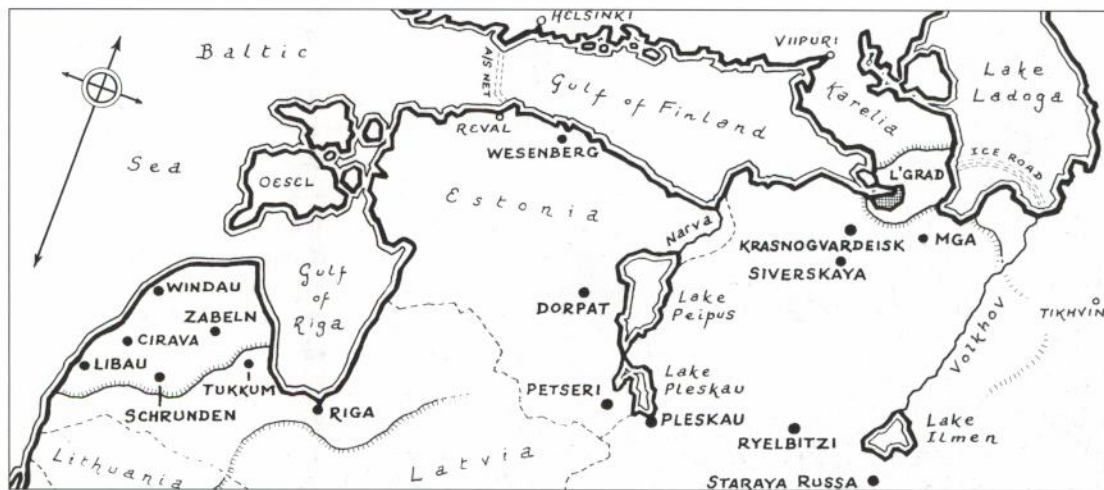 HELSINKI
Baltic
VIIPURI
A/S NET
Lake
Ladoga
Gulf of Finland
Karelia
REVAL
WESENBERG
ICE ROAD
Sea
L'GRAD
OESEL
Estonia
Narva
KRASNOGVARDEISK
MGA
SIVERSKAYA
Gulf
of
Riga
WINDAU
DORPAT
Lake
Peipus
TIKHVIN
Volkhov
ZABELN
CIRAVA
LIBAU
TUKKUM
SCHRUNDEN
RIGA
PETSERI
Lake
Pleskau
PLESKAU
RYELBITZI
Lake
Ilmen
Lithuania
Latvia
STARAYA RUSSA